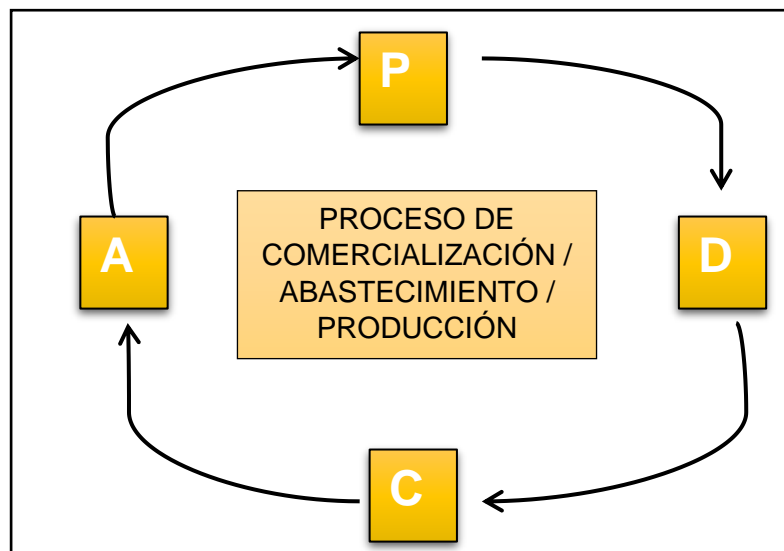 P
A
PROCESO DE
COMERCIALIZACIÓN /
ABASTECIMIENTO /
PRODUCCIÓN
D
C